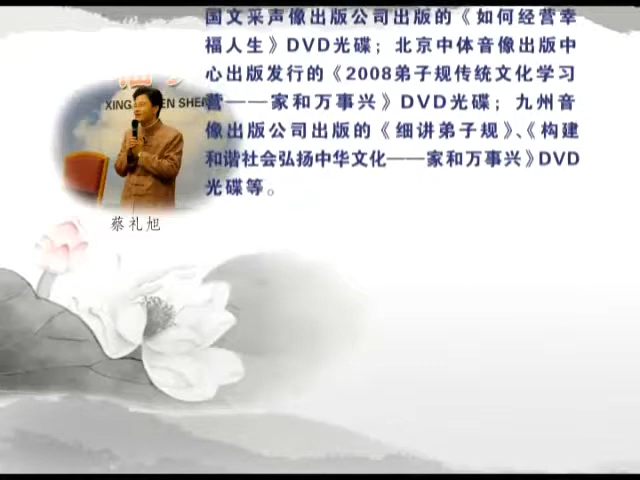 国文采声像出版公司出版的《如何经营幸
福人生》DVD光碟；北京中体音像出版中
心出版发行的《2008弟子规传统文化学习
营——家和万事兴》DVD光碟；九州音
像出版公司出版的《细讲弟子规》、《构建
和谐社会弘扬中华文化——家和万事兴》DVD
光碟等。
蔡礼旭